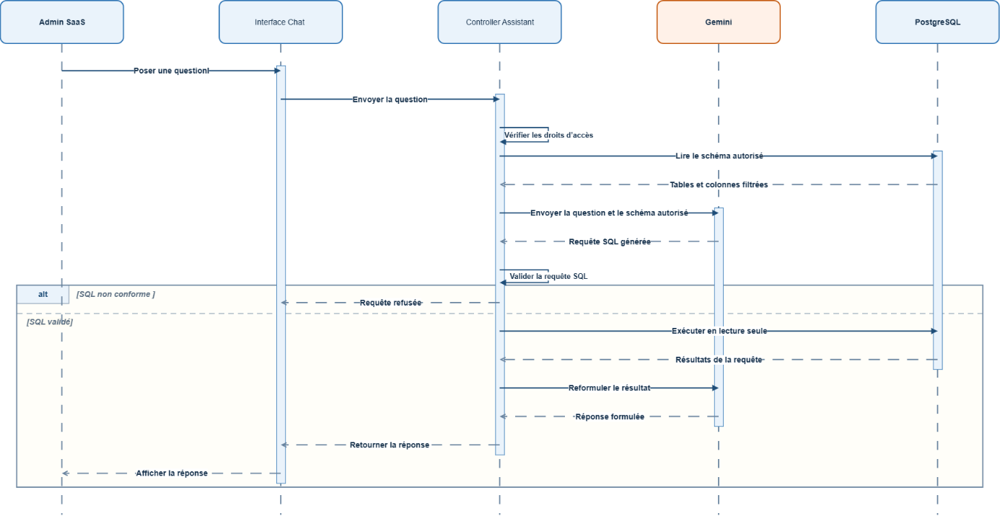 Admin SaaS
Interface Chat
Controller Assistant
Gemini
PostgreSQL
Poser une questionl
Envoyer la question
Vérifier les droits d'accès
Lire le schéma autorisé
Tables et colonnes filtrées
Envoyer la question et le schéma autorisé
Requête SQL générée
Valider la requête SQL
alt
[SQL non conforme ]
Requête refusée
[SQL validé]
Exécuter en lecture seule
Résultats de la requête
Reformuler le résultat
Réponse formulée
Retourner la réponse
Afficher la réponse